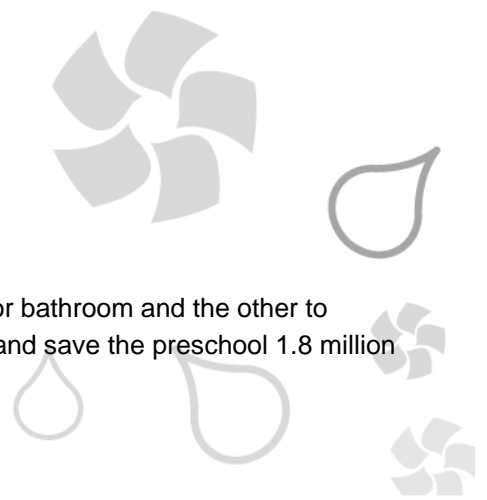 or bathroom and the other to
and save the preschool 1.8 million